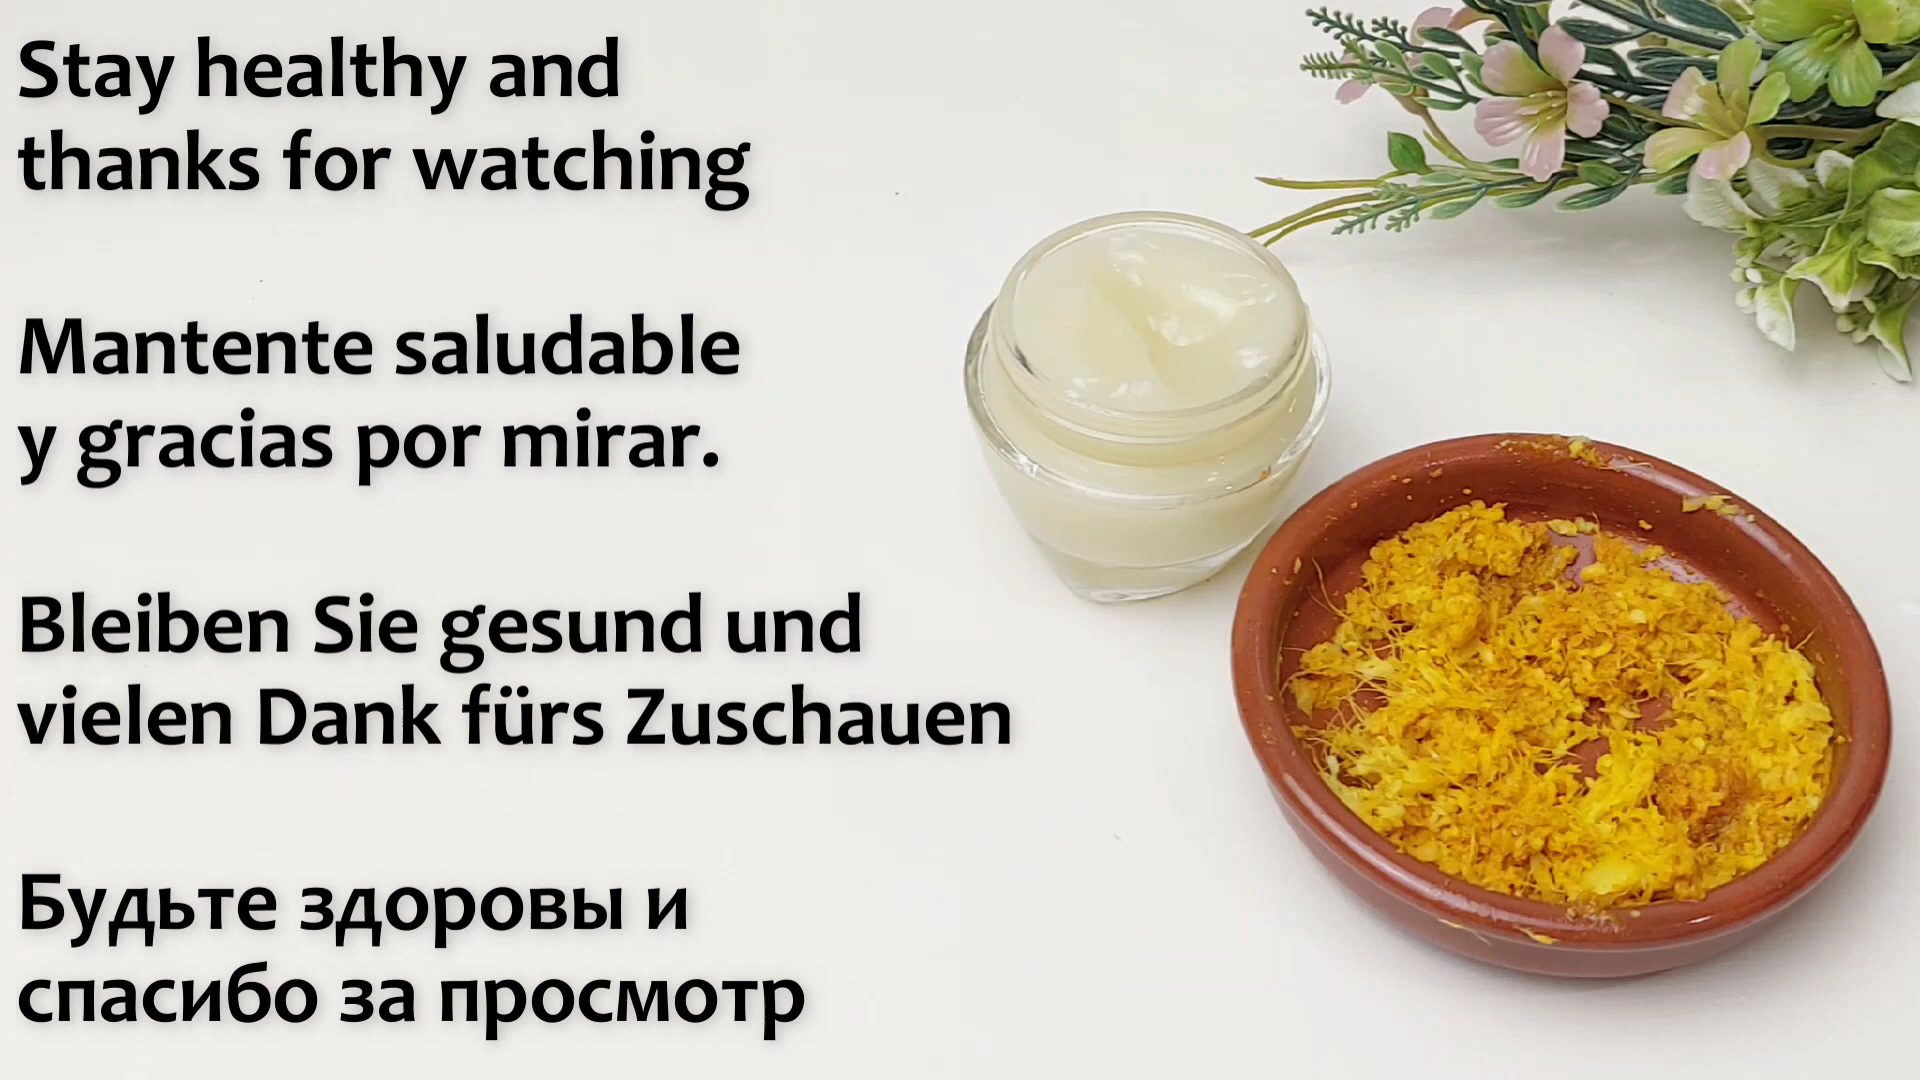 Stay healthy and
thanks for watching
Mantente saludable
y gracias por mirar.
Bleiben Sie gesund und
vielen Dank fürs Zuschauen
Будьте здоровы и
спасибо за просмотр